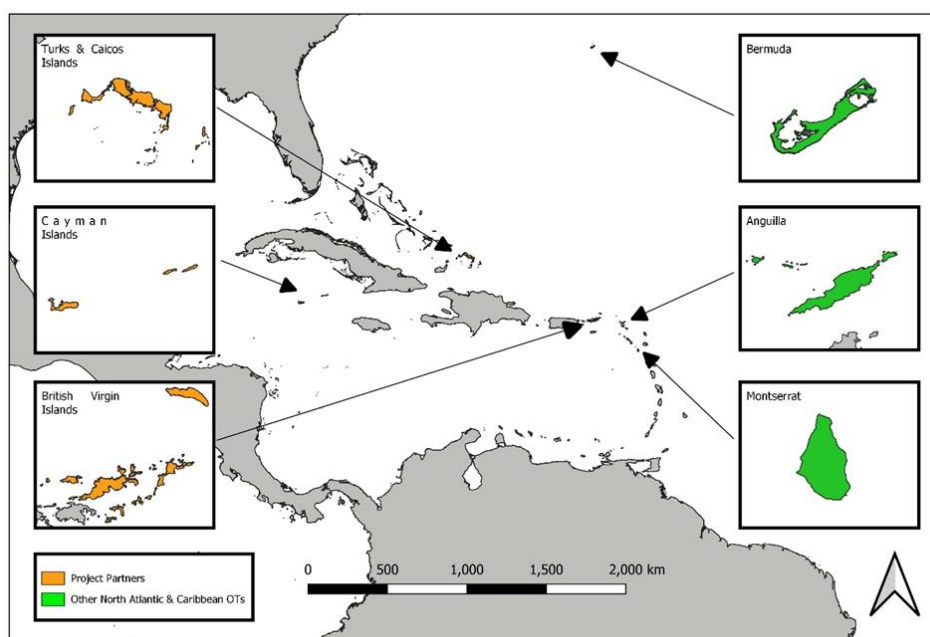 Turks & Caicos
Islands
Bermuda
Cayman
Islands
Anguilla
British Virgin
Islands
Montserrat
Project Partners
Other North Atlantic & Caribbean OTs
0 500 1,000 1,500 2,000 km